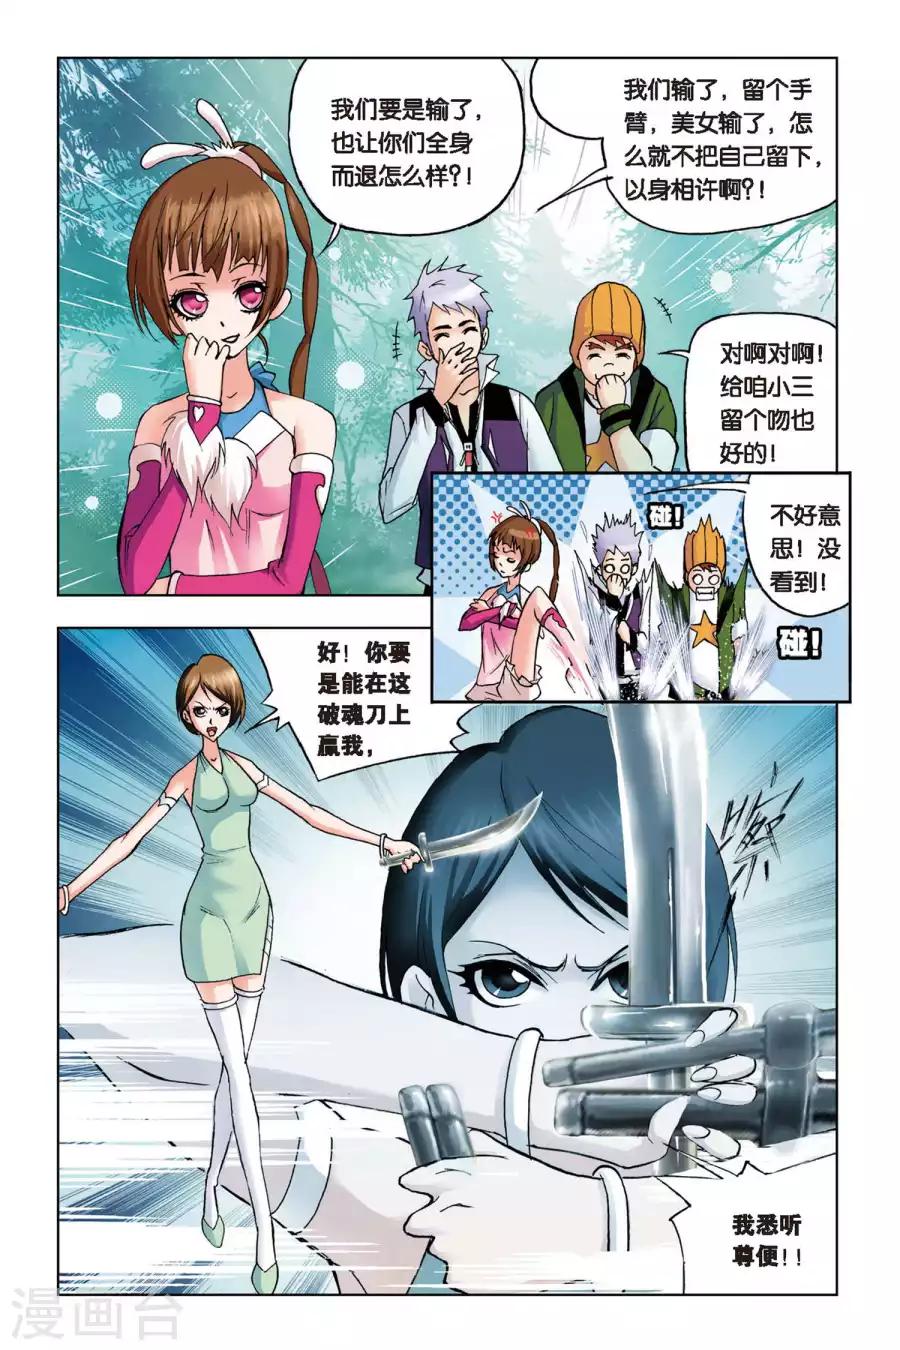 我们要是输了，
也让你们全身
而退怎么样？！
我们输了，留个手
臂，美女输了，怎
么就不把自己留下，
以身相许啊？！
对啊对啊！
给咱小三
留个吻也
好的！
碰！
不好意
思！没
看到！
碰！
好！你要
是能在这
破魂刀上
赢我，
我悉听
尊便！！
漫画台